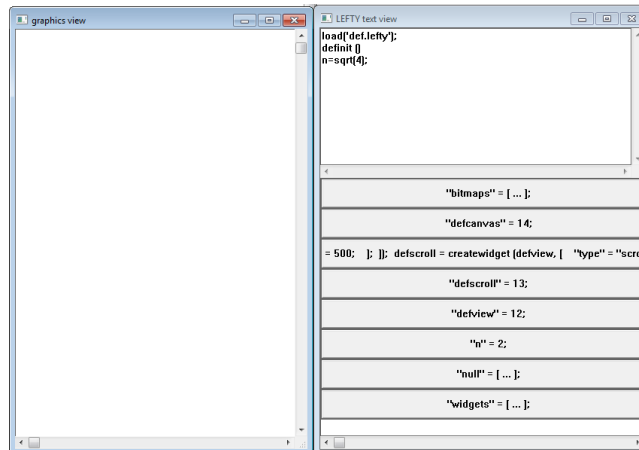 graphics view
LEFTY text view
load('def.lefty');
definit ()
n=sqrt(4);
"bitmaps" = [ ... ];
"defcanvas" = 14;
= 500; ]; ]); defscroll = createwidget (defview, [ "type" = "scro
"defscroll" = 13;
"defview" = 12;
"n" = 2;
"null" = [ ... ];
"widgets" = [ ... ];